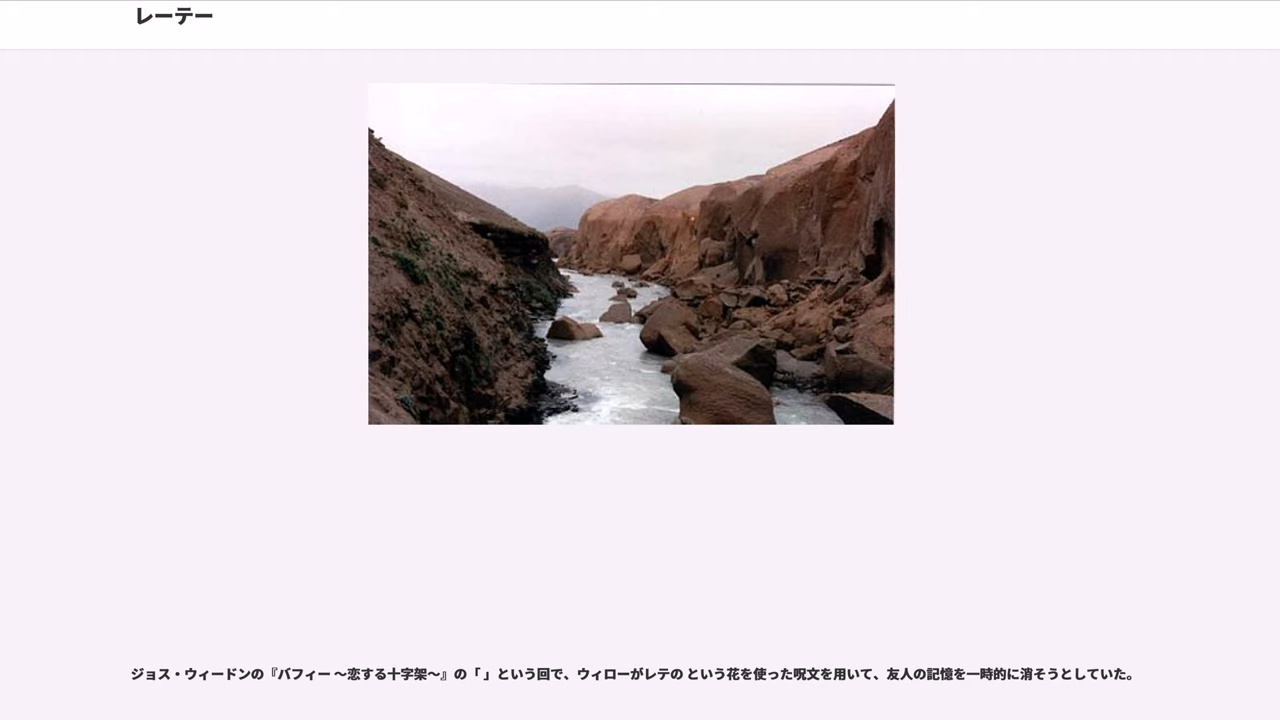 レーテー
ジョス・ウィードンの『バフィー 〜恋する十字架〜』の「 」という回で、ウィローがレテの という花を使った呪文を用いて、友人の記憶を一時的に消そうとしていた。